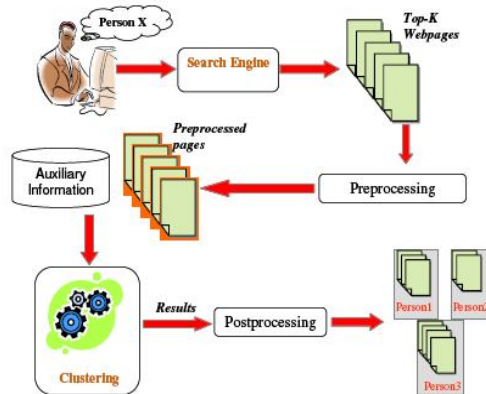 Person X
Search Engine
Top-K
Webpages
Preprocessed
pages
Auxiliary
Information
Preprocessing
Clustering
Results
Postprocessing
Person1
Person2
Person3